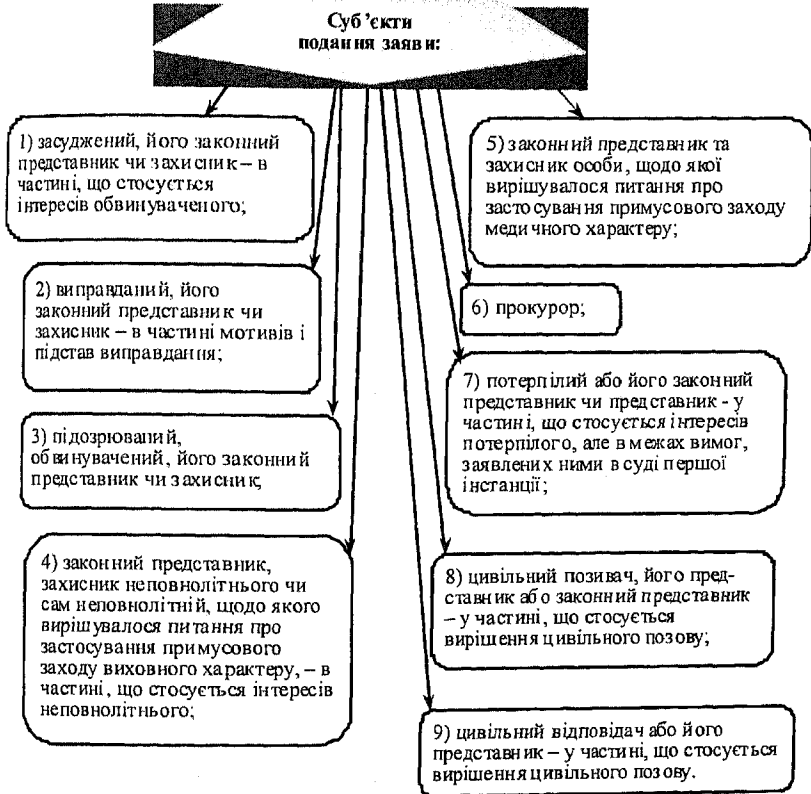 Суб’єкти
подання заяви:
1) засуджений, його законний
представник чи захисник – в
частині, що стосується
інтересів обвинуваченого;
2) виправданий, його
законний представник чи
захисник – в частині мотивів і
підстав виправдання;
3) підозрюваний,
обвинувачений, його законний
представник чи захисник;
4) законний представник,
захисник неповнолітнього чи
сам неповнолітній, щодо якого
вирішувалося питання про
застосування примусового
заходу виховного характеру, – в
частині, що стосується інтересів
неповнолітнього;
5) законний представник та
захисник особи, щодо якої
вирішувалося питання про
застосування примусового заходу
медичного характеру;
6) прокурор;
7) потерпілий або його законний
представник чи представник - у
частині, що стосується інтересів
потерпілого, але в межах вимог,
заявлених ними в суді першої
інстанції;
8) цивільний позивач, його пред-
ставник або законний представник
– у частині, що стосується
вирішення цивільного позову;
9) цивільний відповідач або його
представник – у частині, що стосується
вирішення цивільного позову.